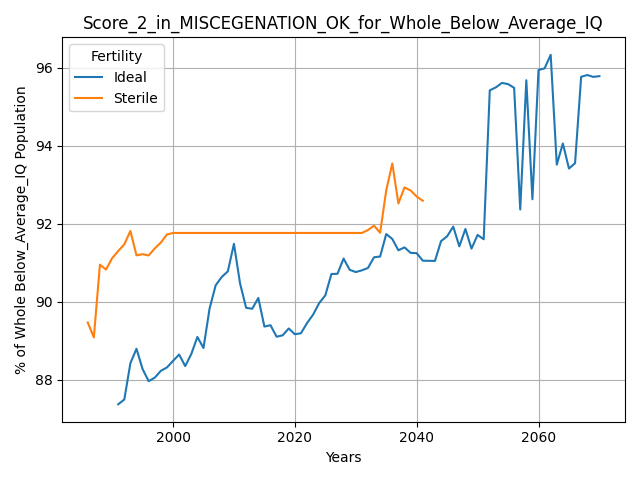 Score_2_in_MISCEGENATION_OK_for_Whole_Below_Average_IQ
Fertility
Ideal
Sterile
% of Whole Below_Average_IQ Population
96
94
92
90
88
2000
2020
2040
2060
Years